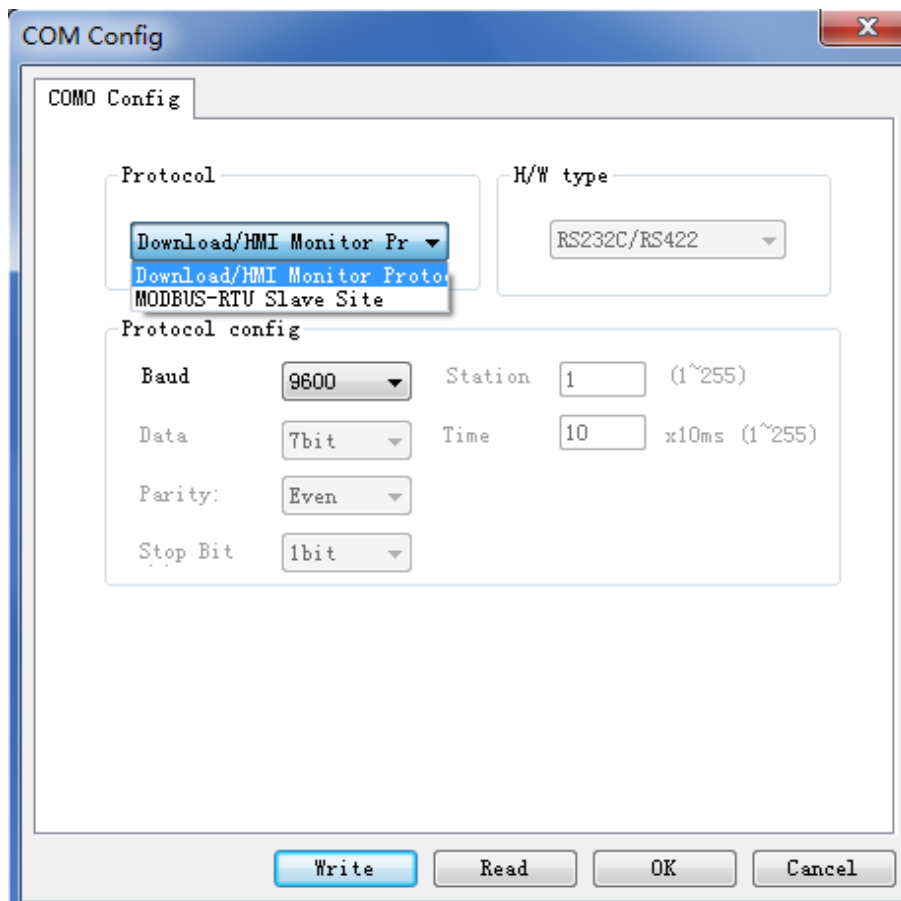 COM Config
COM0 Config
Protocol
H/W type
Download/HMI Monitor Pr
RS232C/RS422
Download/HMI Monitor Proto
MODBUS-RTU Slave Site
Protocol config
Baud
9600
Station
1
(1~255)
Data
7bit
Time
10
x10ms (1~255)
Parity:
Even
Stop Bit
1bit
Write
Read
OK
Cancel